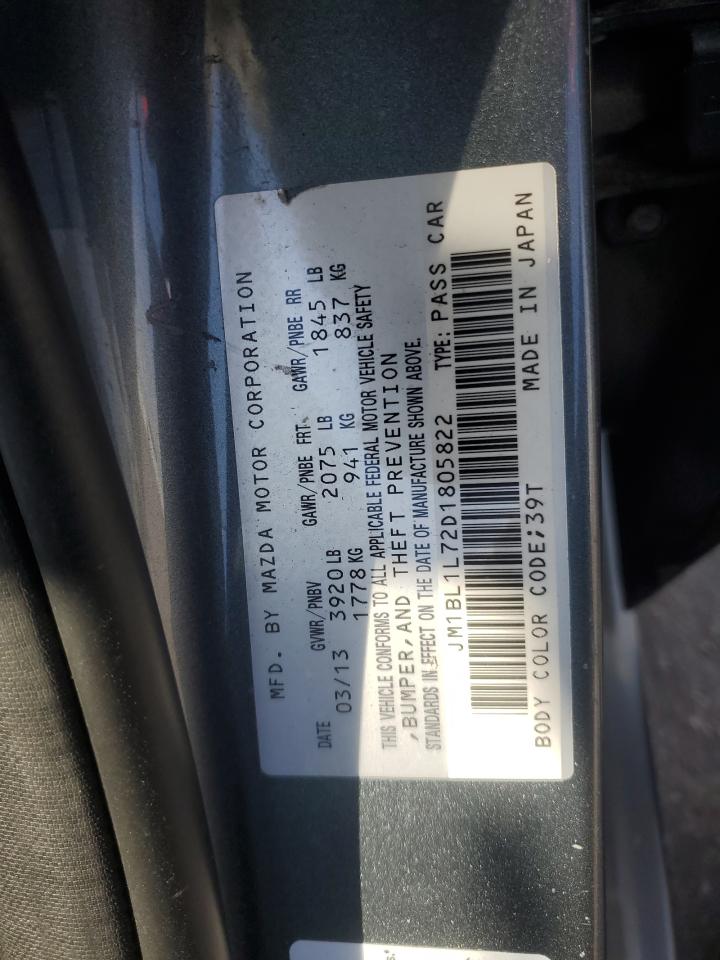 MFD. BY MAZDA MOTOR CORPORATION
DATE GVWR/PNBV GAWR/PNBE FRT GAWR/PNBE RR
03/13 3920 LB 2075 LB 1845 LB
1778 KG 941 KG 837 KG
THIS VEHICLE CONFORMS TO ALL APPLICABLE FEDERAL MOTOR VEHICLE SAFETY
,BUMPER,AND THEFT PREVENTION
STANDARDS IN EFFECT ON THE DATE OF MANUFACTURE SHOWN ABOVE.
JM1BL1L72D1805822 TYPE: PASS CAR
BODY COLOR CODE;39T MADE IN JAPAN